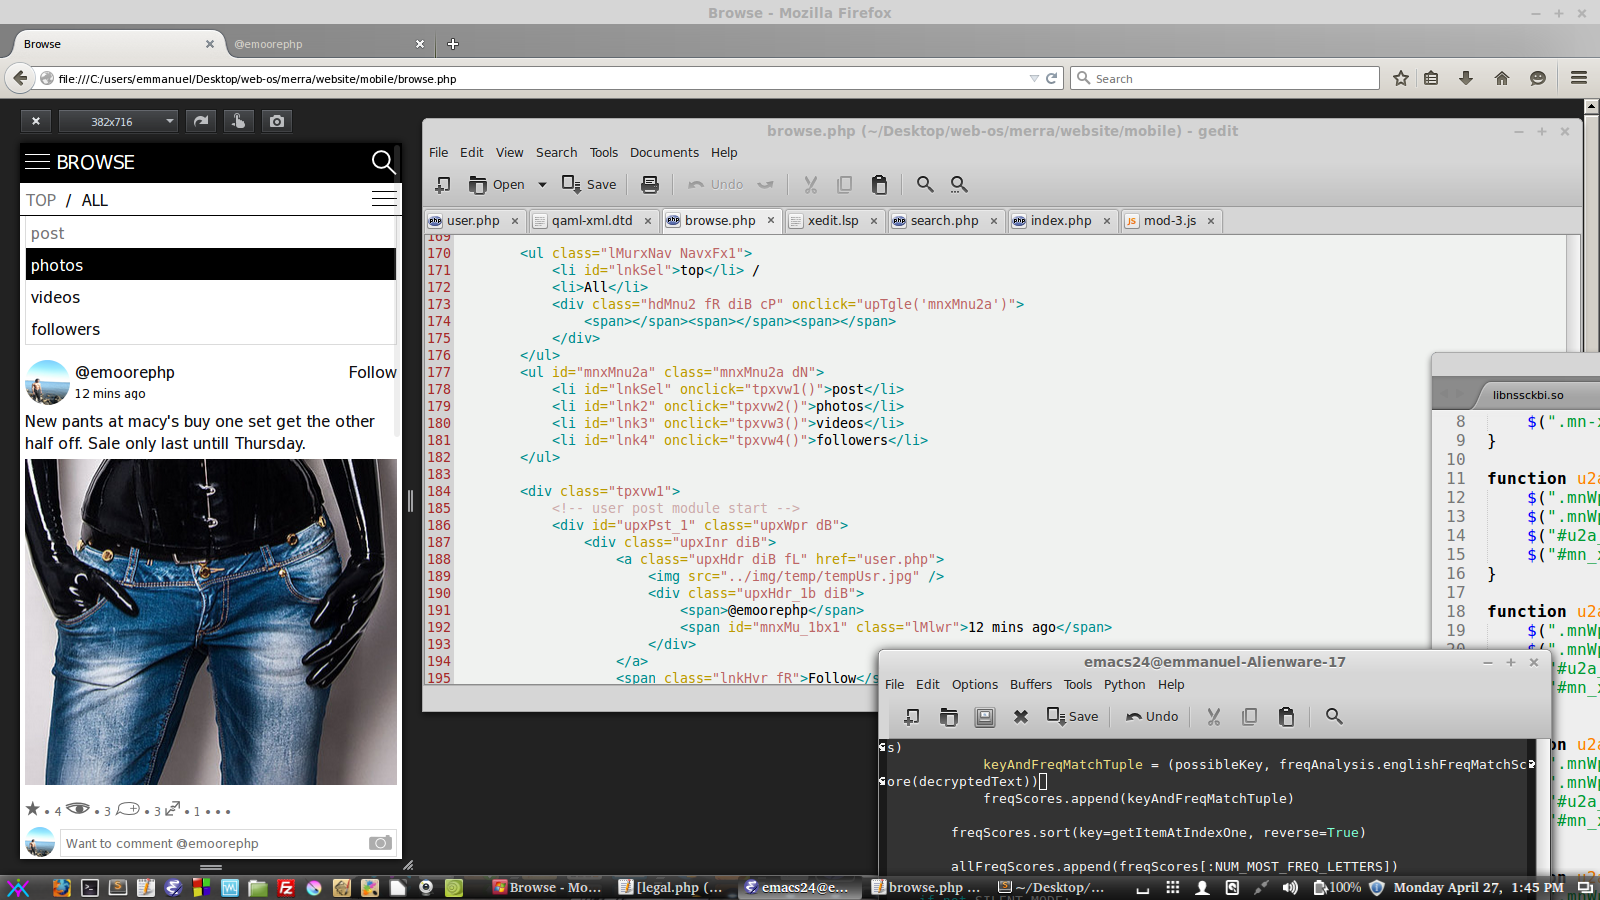 Browse - Mozilla Firefox
Browse
@emoorephp
file:///C:/users/emmanuel/Desktop/web-os/merra/website/mobile/browse.php
Search
382x716
BROWSE
TOP / ALL
post
photos
videos
followers
@emoorephp
Follow
12 mins ago
New pants at macy's buy one set get the other
half off. Sale only last untill Thursday.
• 4 • 3 • 3 • 1 • • •
Want to comment @emoorephp
browse.php (~/Desktop/web-os/merra/website/mobile) - gedit
File Edit View Search Tools Documents Help
Open Save Undo
user.php qaml-xml.dtd browse.php xedit.lsp search.php index.php mod-3.js
169
170 <ul class="lMurxNav NavxFx1">
171 <li id="lnkSel">top</li> /
172 <li>All</li>
173 <div class="hdMnu2 fR diB cP" onclick="upTgle('mnxMnu2a')">
174 <span></span><span></span><span></span>
175 </div>
176 </ul>
177 <ul id="mnxMnu2a" class="mnxMnu2a dN">
178 <li id="lnkSel" onclick="tpxvw1()">post</li>
179 <li id="lnk2" onclick="tpxvw2()">photos</li>
180 <li id="lnk3" onclick="tpxvw3()">videos</li>
181 <li id="lnk4" onclick="tpxvw4()">followers</li>
182 </ul>
183
184 <div class="tpxvw1">
185 <!-- user post module start -->
186 <div id="upxPst_1" class="upxWpr dB">
187 <div class="upxInr diB">
188 <a class="upxHdr diB fL" href="user.php">
189 <img src="../img/temp/tempUsr.jpg" />
190 <div class="upxHdr_1b diB">
191 <span>@emoorephp</span>
192 <span id="mnxMu_1bx1" class="lMlwr">12 mins ago</span>
193 </div>
194 </a>
195 <span class="lnkHvr fR">Follow</s
libnssckbi.so
8 $(".mn-x
9 }
10
11 function u2a
12 $(".mnWp
13 $(".mnWp
14 $("#u2a_
15 $("#mn_x
16 }
17
18 function u2a
19 $(".mnWp
.mnWp
#u2a_
"#mn_x
on u2a
".mnWp
".mnWp
"#u2a_
"#mn_x
on u2a
".mnWp
emacs24@emmanuel-Alienware-17
File Edit Options Buffers Tools Python Help
Save Undo
s)
keyAndFreqMatchTuple = (possibleKey, freqAnalysis.englishFreqMatchSc
ore(decryptedText))
freqScores.append(keyAndFreqMatchTuple)
freqScores.sort(key=getItemAtIndexOne, reverse=True)
allFreqScores.append(freqScores[:NUM_MOST_FREQ_LETTERS])
Browse - Mo... [legal.php (... emacs24@e... browse.php ... ~/Desktop/... 100% Monday April 27, 1:45 PM